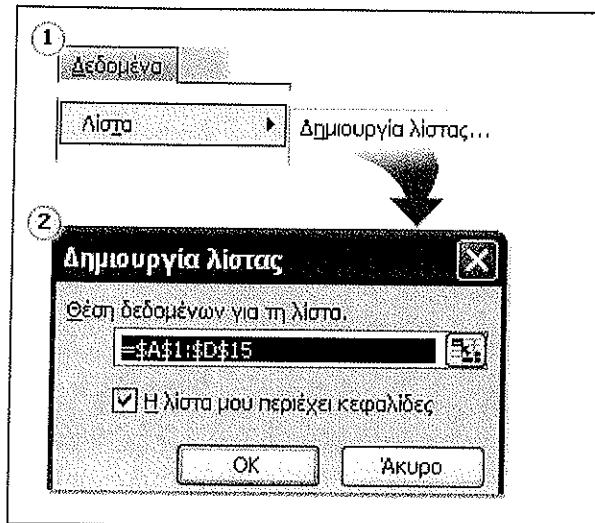 1
Δεδομένα
Λίστα
Δημιουργία λίστας...
2
Δημιουργία λίστας
Θέση δεδομένων για τη λίστα.
=$A$1:$D$15
Η λίστα μου περιέχει κεφαλίδες
OK
Άκυρο